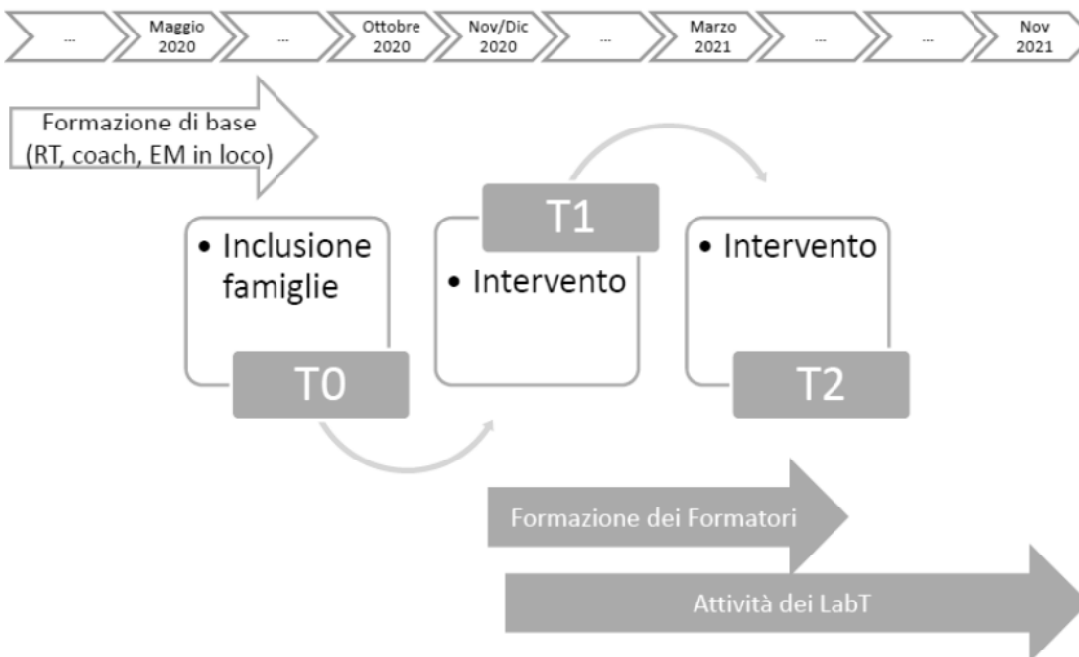 ...
Maggio
2020
...
Ottobre
2020
Nov/Dic
2020
...
Marzo
2021
...
...
Nov
2021
Formazione di base
(RT, coach, EM in loco)
• Inclusione
famiglie
T0
T1
• Intervento
• Intervento
T2
Formazione dei Formatori
Attività dei LabT